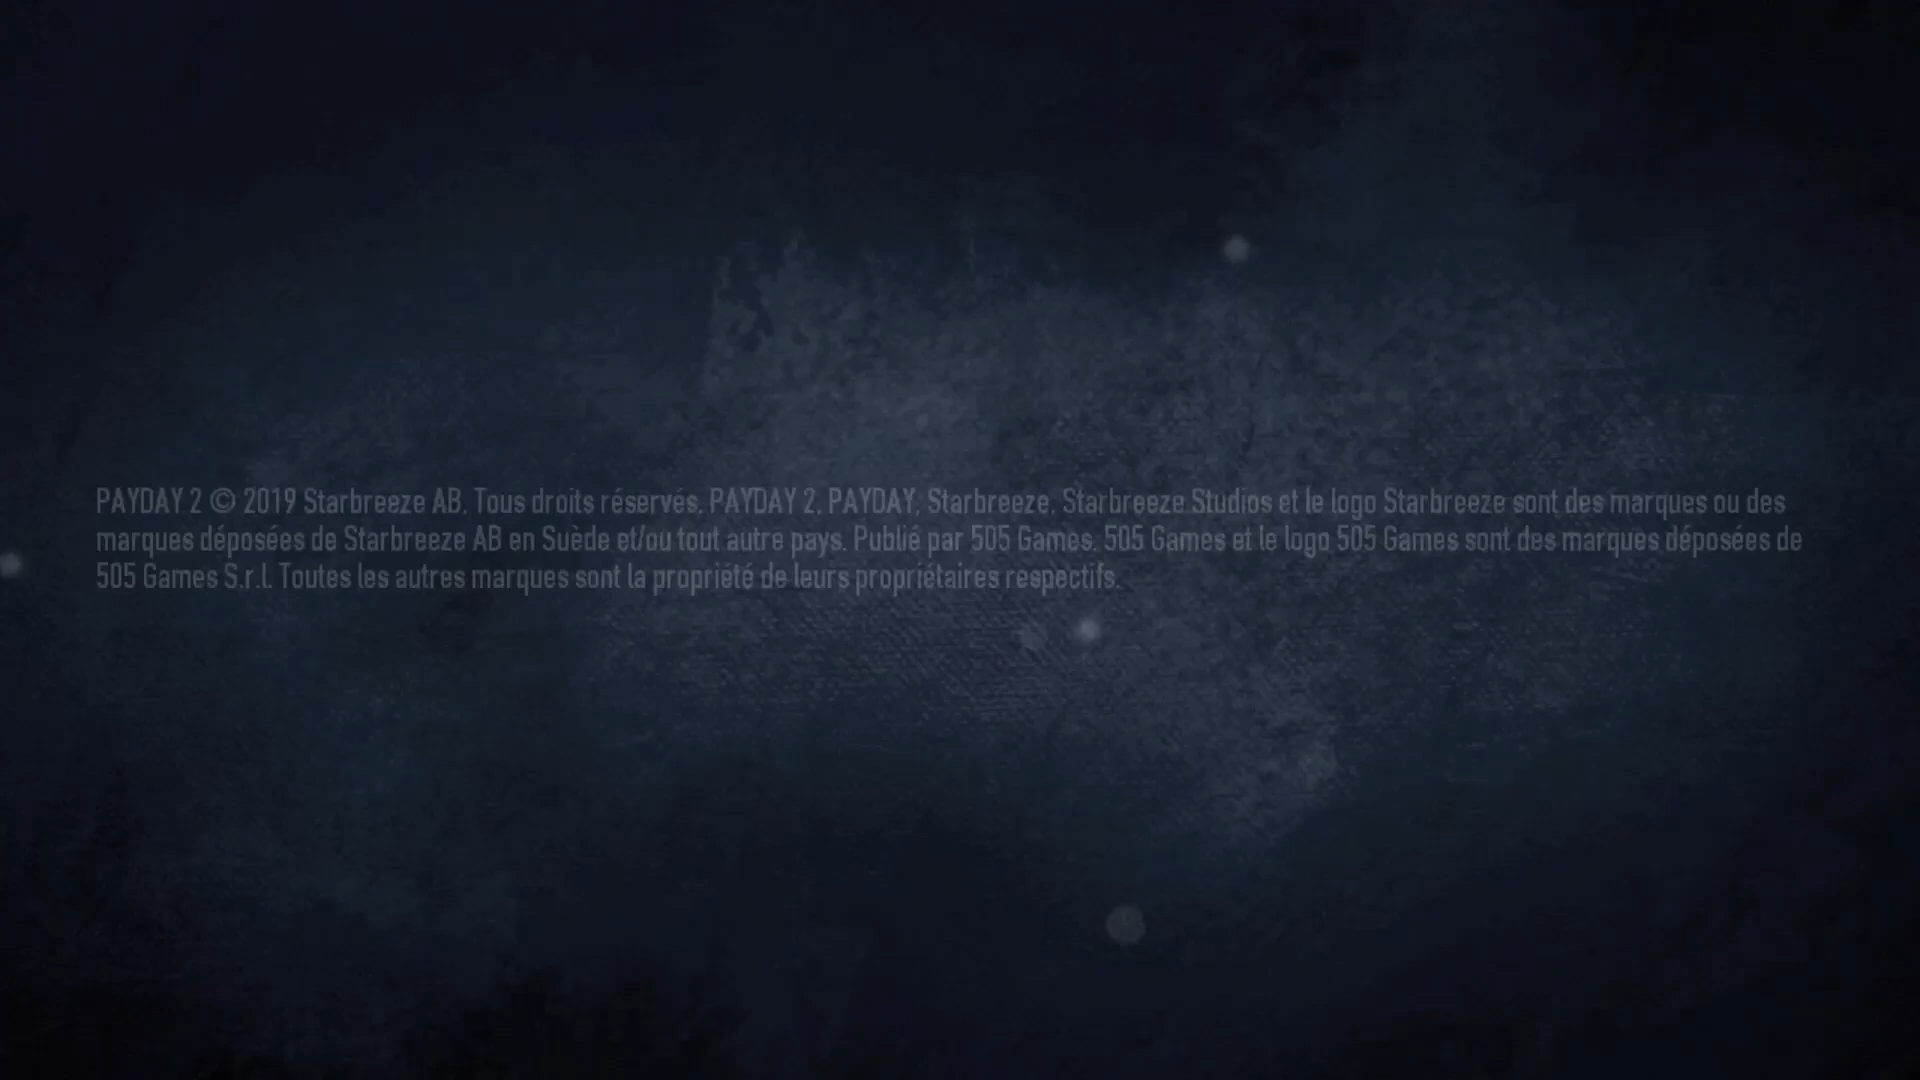 PAYDAY 2 © 2019 Starbreeze AB. Tous droits réservés. PAYDAY 2, PAYDAY, Starbreeze, Starbreeze Studios et le logo Starbreeze sont des marques ou des
marques déposées de Starbreeze AB en Suède et/ou tout autre pays. Publié par 505 Games. 505 Games et le logo 505 Games sont des marques déposées de
505 Games S.r.l. Toutes les autres marques sont la propriété de leurs propriétaires respectifs.